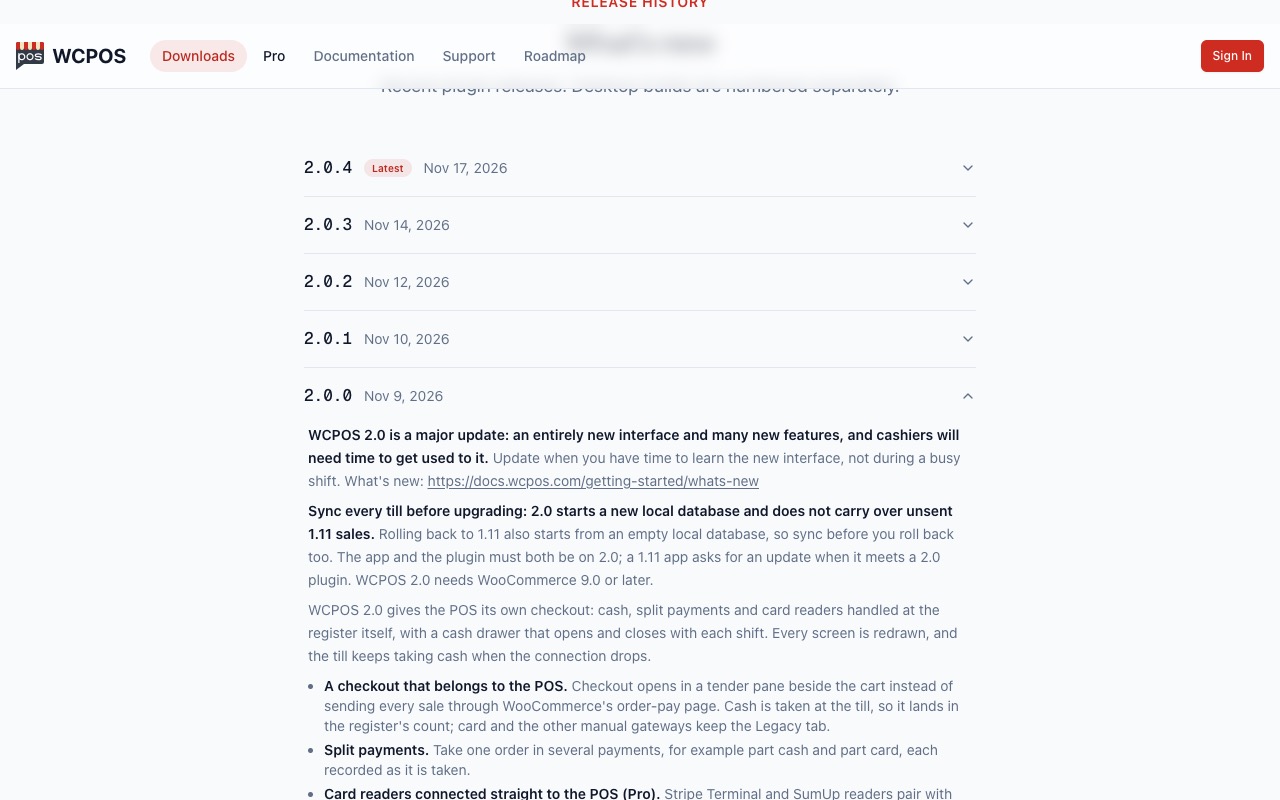 RELEASE HISTORY
What's new
pos WCPOS Downloads Pro Documentation Support Roadmap Sign In
Recent plugin releases. Desktop builds are numbered separately.
2.0.4 Latest Nov 17, 2026
2.0.3 Nov 14, 2026
2.0.2 Nov 12, 2026
2.0.1 Nov 10, 2026
2.0.0 Nov 9, 2026
WCPOS 2.0 is a major update: an entirely new interface and many new features, and cashiers will
need time to get used to it. Update when you have time to learn the new interface, not during a busy
shift. What's new: https://docs.wcpos.com/getting-started/whats-new
Sync every till before upgrading: 2.0 starts a new local database and does not carry over unsent
1.11 sales. Rolling back to 1.11 also starts from an empty local database, so sync before you roll back
too. The app and the plugin must both be on 2.0; a 1.11 app asks for an update when it meets a 2.0
plugin. WCPOS 2.0 needs WooCommerce 9.0 or later.
WCPOS 2.0 gives the POS its own checkout: cash, split payments and card readers handled at the
register itself, with a cash drawer that opens and closes with each shift. Every screen is redrawn, and
the till keeps taking cash when the connection drops.
• A checkout that belongs to the POS. Checkout opens in a tender pane beside the cart instead of
sending every sale through WooCommerce's order-pay page. Cash is taken at the till, so it lands in
the register's count; card and the other manual gateways keep the Legacy tab.
• Split payments. Take one order in several payments, for example part cash and part card, each
recorded as it is taken.
• Card readers connected straight to the POS (Pro). Stripe Terminal and SumUp readers pair with